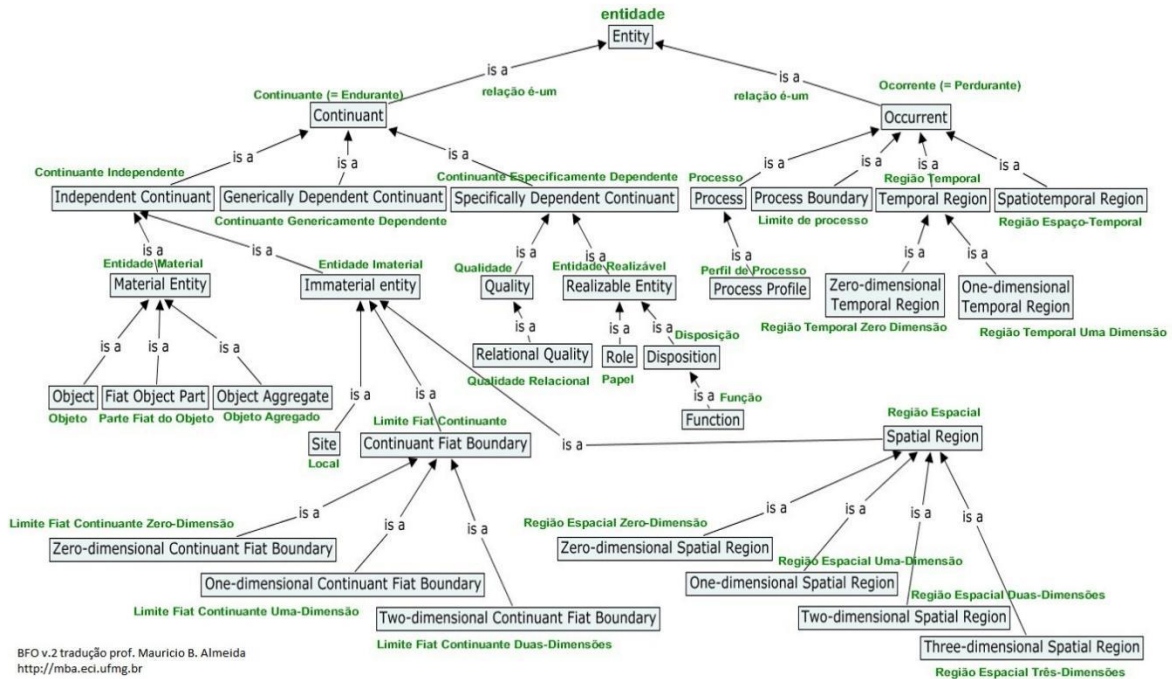 entidade
Entity
is a
is a
relação é-um
relação é-um
Continuante (= Endurante)
Continuant
Ocorrente (= Perdurante)
Occurrent
is a
is a
is a
is a
is a
is a
is a
Continuante Independente
Independent Continuant
Generically Dependent Continuant
Continuante Genericamente Dependente
Continuante Especificamente Dependente
Specifically Dependent Continuant
Processo
Process
Process Boundary
Limite de processo
Região Temporal
Temporal Region
Spatiotemporal Region
Região Espaço-Temporal
is a
is a
is a
is a
is a
is a
is a
Entidade Material
Material Entity
Entidade Imaterial
Immaterial entity
Qualidade
Quality
Entidade Realizável
Realizable Entity
Perfil de Processo
Process Profile
Zero-dimensional
Temporal Region
Região Temporal Zero Dimensão
One-dimensional
Temporal Region
Região Temporal Uma Dimensão
is a
is a
is a
is a
is a
is a
Relational Quality
Qualidade Relacional
Role
Papel
Disposição
Disposition
is a
Função
Function
Object
Objeto
Fiat Object Part
Parte Fiat do Objeto
Object Aggregate
Objeto Agregado
is a
is a
is a
Site
Local
Limite Fiat Continuante
Continuant Fiat Boundary
Região Espacial
Spatial Region
is a
is a
is a
is a
is a
is a
is a
Limite Fiat Continuante Zero-Dimensão
Zero-dimensional Continuant Fiat Boundary
One-dimensional Continuant Fiat Boundary
Limite Fiat Continuante Uma-Dimensão
Two-dimensional Continuant Fiat Boundary
Limite Fiat Continuante Duas-Dimensões
Região Espacial Zero-Dimensão
Zero-dimensional Spatial Region
Região Espacial Uma-Dimensão
One-dimensional Spatial Region
Região Espacial Duas-Dimensões
Two-dimensional Spatial Region
Three-dimensional Spatial Region
Região Espacial Três-Dimensões
BFO v.2 tradução prof. Mauricio B. Almeida
http://mba.eci.ufmg.br